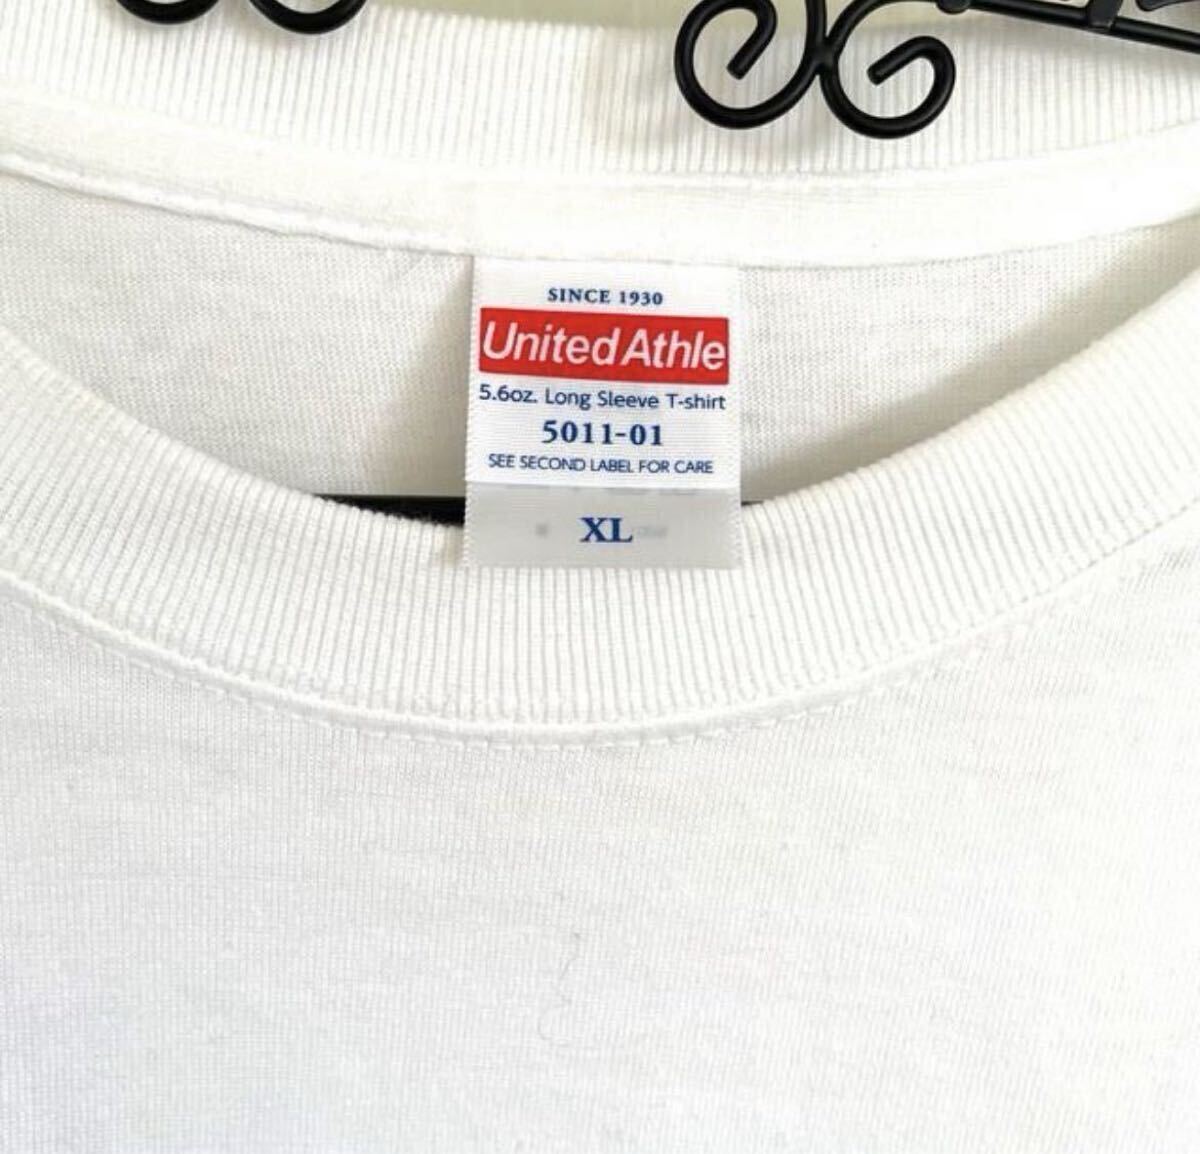 SINCE 1930
United Athle
5.6oz. Long Sleeve T-shirt
5011-01
SEE SECOND LABEL FOR CARE
XL